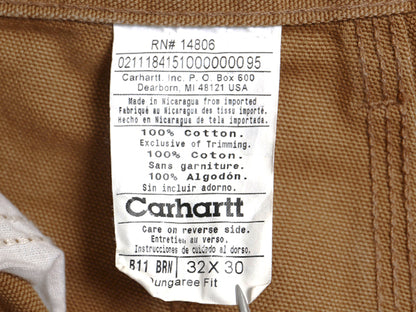 RN# 14806
0211184151000000095
Carhartt. Inc. P. O. Box 600
Dearborn, MI 48121 USA
Made in Nicaragua from imported
Fabriqué au Nicaragua des tissu importé.
Hecho en Nicaragua de tela importada.
100% Cotton.
Exclusive of Trimming.
100% Coton.
Sans garniture.
100% Algodón.
Sin incluir adorno.
Carhartt
Care on reverse side.
Entretien au verso.
Instrucciones de cuidado al dorso.
B11 BRN 32 X 30
Dungaree Fit